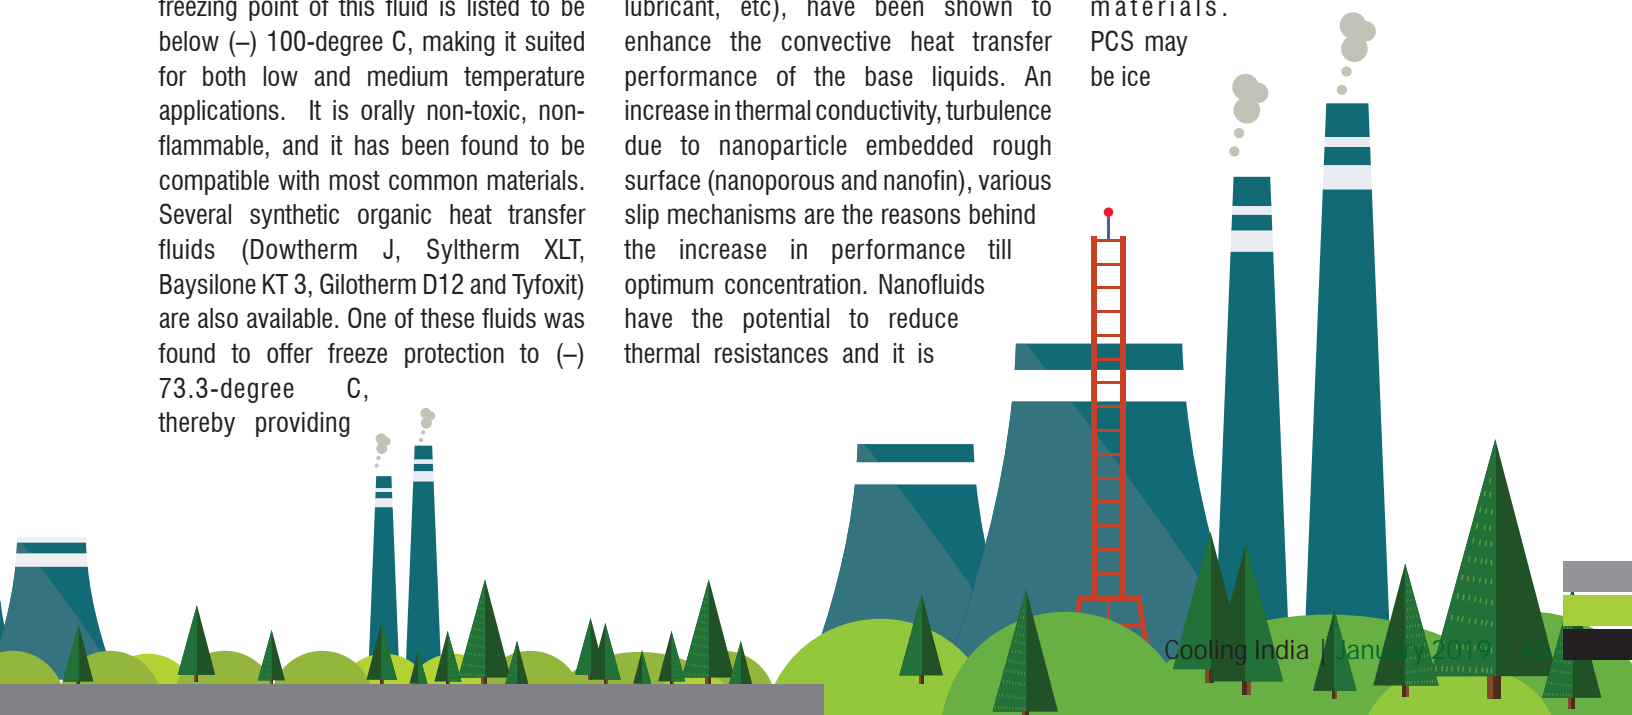 freezing point of this fluid is listed to be
below (–) 100-degree C, making it suited
for both low and medium temperature
applications. It is orally non-toxic, non-
flammable, and it has been found to be
compatible with most common materials.
Several synthetic organic heat transfer
fluids (Dowtherm J, Syltherm XLT,
Baysilone KT 3, Gilotherm D12 and Tyfoxit)
are also available. One of these fluids was
found to offer freeze protection to (–)
73.3-degree C,
thereby providing
lubricant, etc), have been shown to
enhance the convective heat transfer
performance of the base liquids. An
increase in thermal conductivity, turbulence
due to nanoparticle embedded rough
surface (nanoporous and nanofin), various
slip mechanisms are the reasons behind
the increase in performance till
optimum concentration. Nanofluids
have the potential to reduce
thermal resistances and it is
materials.
PCS may
be ice
Cooling India | January 2019 |